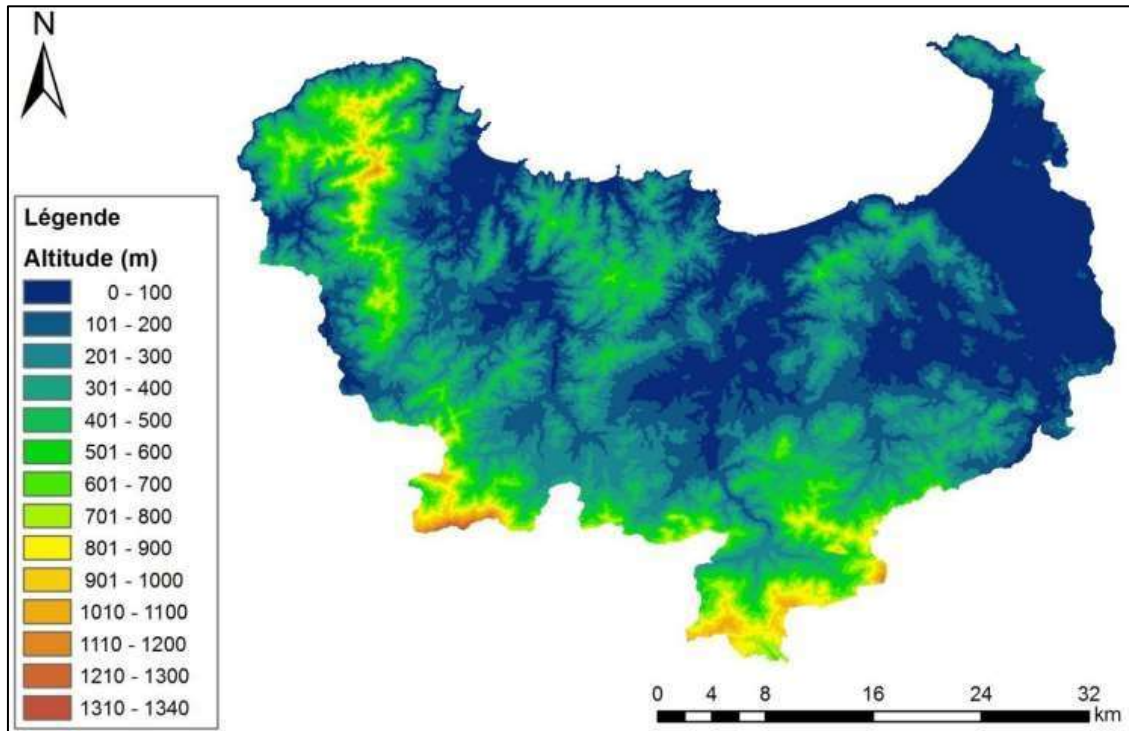 N
Légende
Altitude (m)
0 - 100
101 - 200
201 - 300
301 - 400
401 - 500
501 - 600
601 - 700
701 - 800
801 - 900
901 - 1000
1010 - 1100
1110 - 1200
1210 - 1300
1310 - 1340
0 4 8 16 24 32
km